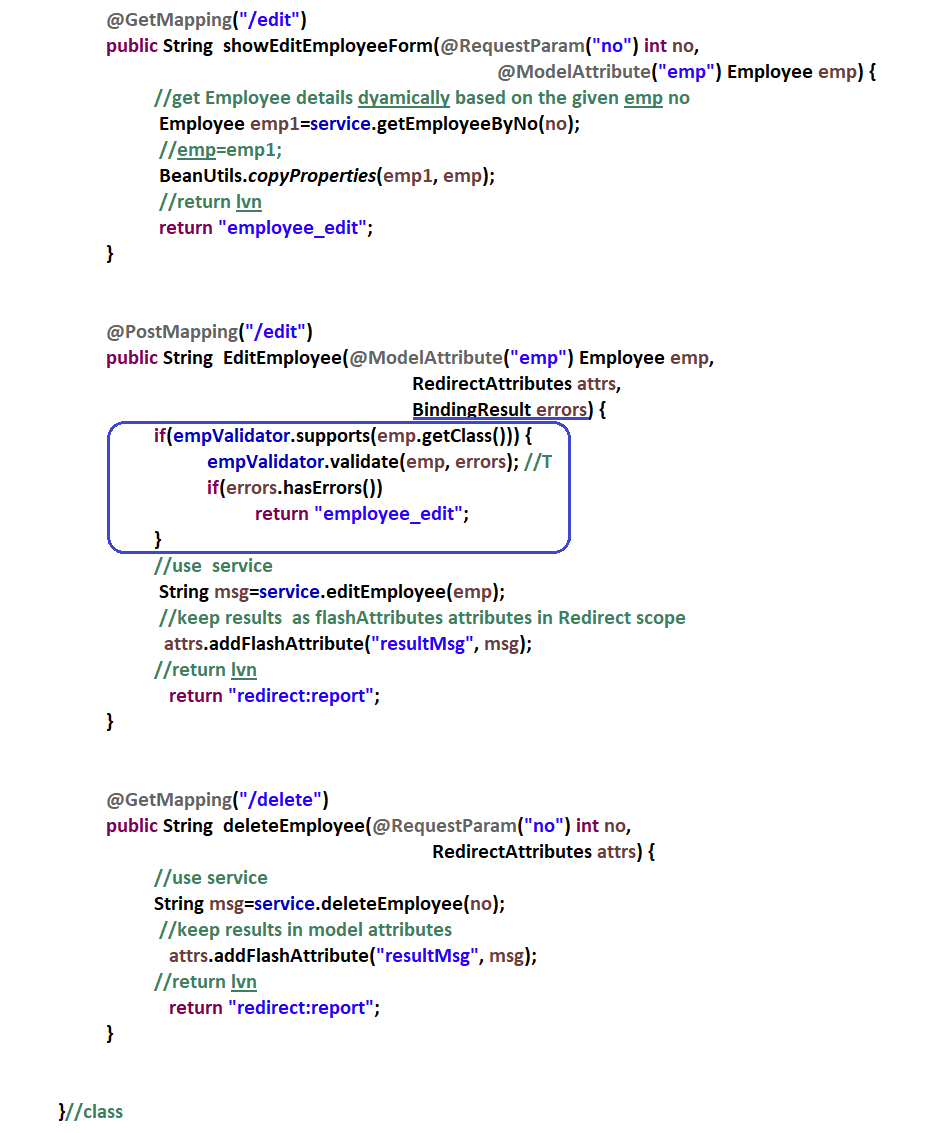 @GetMapping("/edit")
public String  showEditEmployeeForm(@RequestParam("no") int no,
@ModelAttribute("emp") Employee emp) {
//get Employee details dyamically based on the given emp no
Employee emp1=service.getEmployeeByNo(no);
//emp=emp1;
BeanUtils.copyProperties(emp1, emp);
//return lvn
return "employee_edit";
}
@PostMapping("/edit")
public String  EditEmployee(@ModelAttribute("emp") Employee emp,
RedirectAttributes attrs,
BindingResult errors) {
if(empValidator.supports(emp.getClass())) {
empValidator.validate(emp, errors); //T
if(errors.hasErrors())
return "employee_edit";
}
//use  service
String msg=service.editEmployee(emp);
//keep results  as flashAttributes attributes in Redirect scope
attrs.addFlashAttribute("resultMsg", msg);
//return lvn
return "redirect:report";
}
@GetMapping("/delete")
public String  deleteEmployee(@RequestParam("no") int no,
RedirectAttributes attrs) {
//use service
String msg=service.deleteEmployee(no);
//keep results in model attributes
attrs.addFlashAttribute("resultMsg", msg);
//return lvn
return "redirect:report";
}
}//class